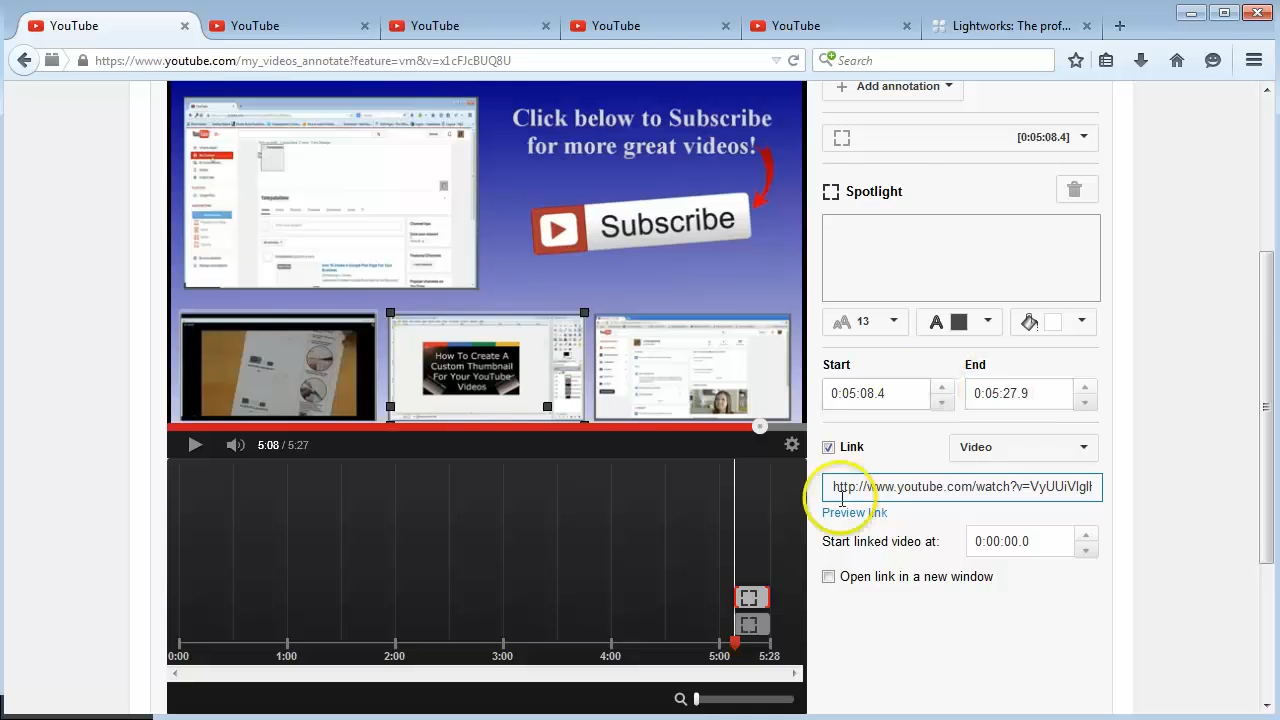 YouTube
YouTube
YouTube
YouTube
YouTube
Lightworks: The prof...
https://www.youtube.com/my_videos_annotate?feature=vm&v=x1cFJcBUQ8U
Search
Add annotation
Click below to Subscribe
for more great videos!
Subscribe
[5:08.4]
Spotlight
A
How To Create A
Custom Thumbnail
For Your YouTube
Videos
Start
End
0:05:08.4
0:05:27.9
5:08 / 5:27
Link
Video
http://www.youtube.com/watch?v=VyUUiVIgll
Preview link
Start linked video at:
0:00:00.0
Open link in a new window
0:00
1:00
2:00
3:00
4:00
5:00
5:28